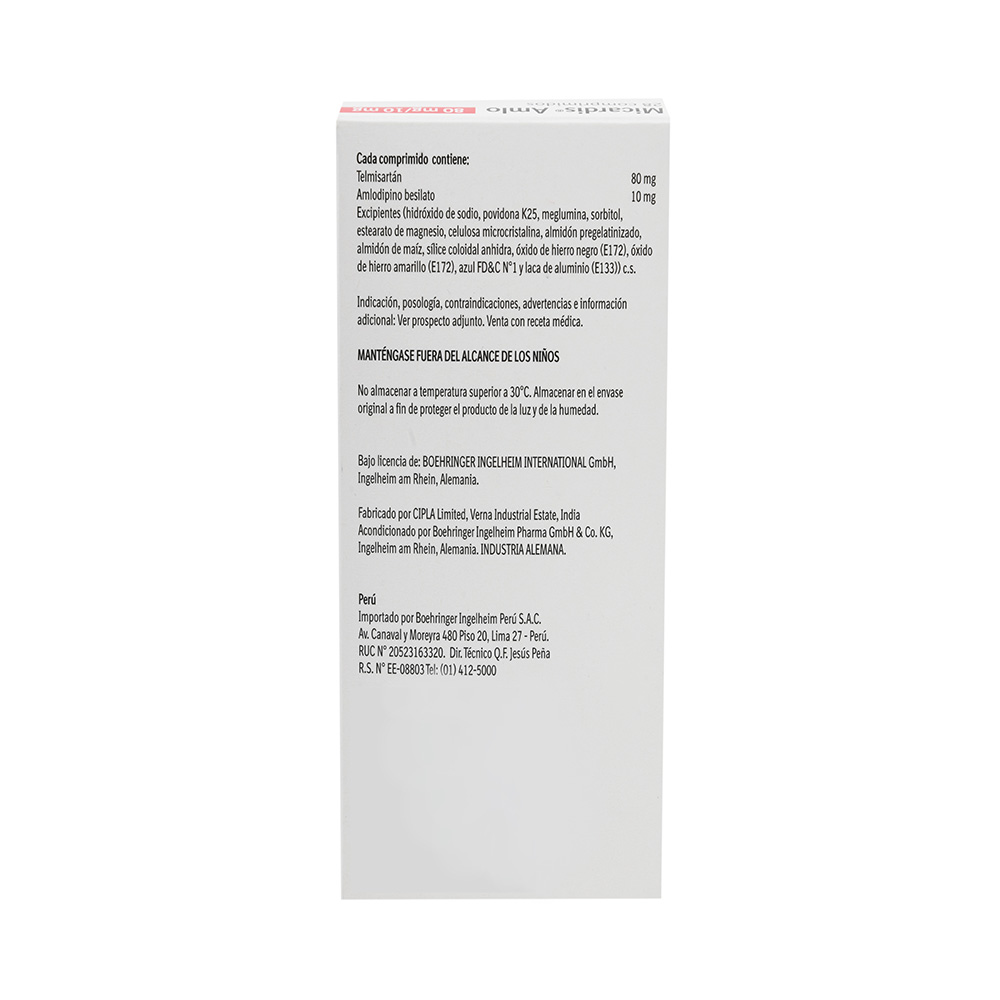 Micardis® Amlo
28 comprimidos
80 mg/10 mg
Cada comprimido contiene:
Telmisartán 80 mg
Amlodipino besilato 10 mg
Excipientes (hidróxido de sodio, povidona K25, meglumina, sorbitol,
estearato de magnesio, celulosa microcristalina, almidón pregelatinizado,
almidón de maíz, sílice coloidal anhidra, óxido de hierro negro (E172), óxido
de hierro amarillo (E172), azul FD&C N°1 y laca de aluminio (E133)) c.s.
Indicación, posología, contraindicaciones, advertencias e información
adicional: Ver prospecto adjunto. Venta con receta médica.
MANTÉNGASE FUERA DEL ALCANCE DE LOS NIÑOS
No almacenar a temperatura superior a 30°C. Almacenar en el envase
original a fin de proteger el producto de la luz y de la humedad.
Bajo licencia de: BOEHRINGER INGELHEIM INTERNATIONAL GmbH,
Ingelheim am Rhein, Alemania.
Fabricado por CIPLA Limited, Verna Industrial Estate, India
Acondicionado por Boehringer Ingelheim Pharma GmbH & Co. KG,
Ingelheim am Rhein, Alemania. INDUSTRIA ALEMANA.
Perú
Importado por Boehringer Ingelheim Perú S.A.C.
Av. Canaval y Moreyra 480 Piso 20, Lima 27 - Perú.
RUC N° 20523163320. Dir. Técnico Q.F. Jesús Peña
R.S. N° EE-08803 Tel: (01) 412-5000